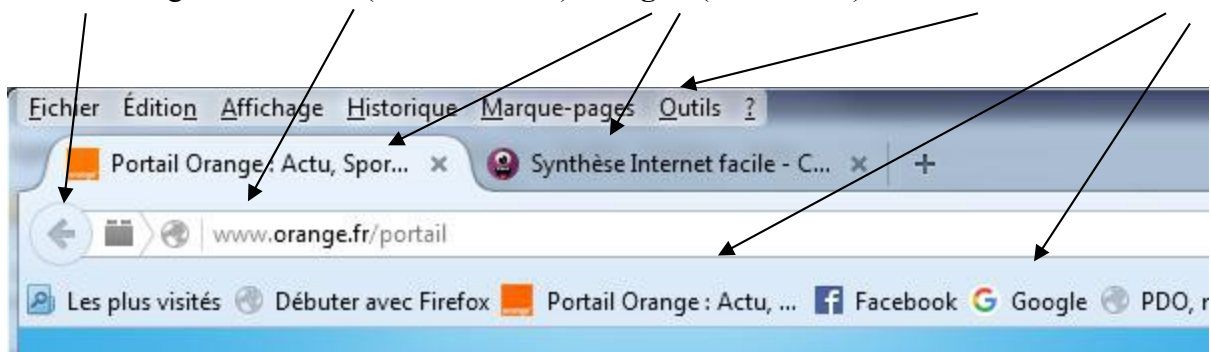 Fichier Édition Affichage Historique Marque-pages Outils ?
Portail Orange : Actu, Spor... × Synthèse Internet facile - C... × +
www.orange.fr/portail
Les plus visités Débuter avec Firefox Portail Orange : Actu, ... Facebook G Google PDO, r